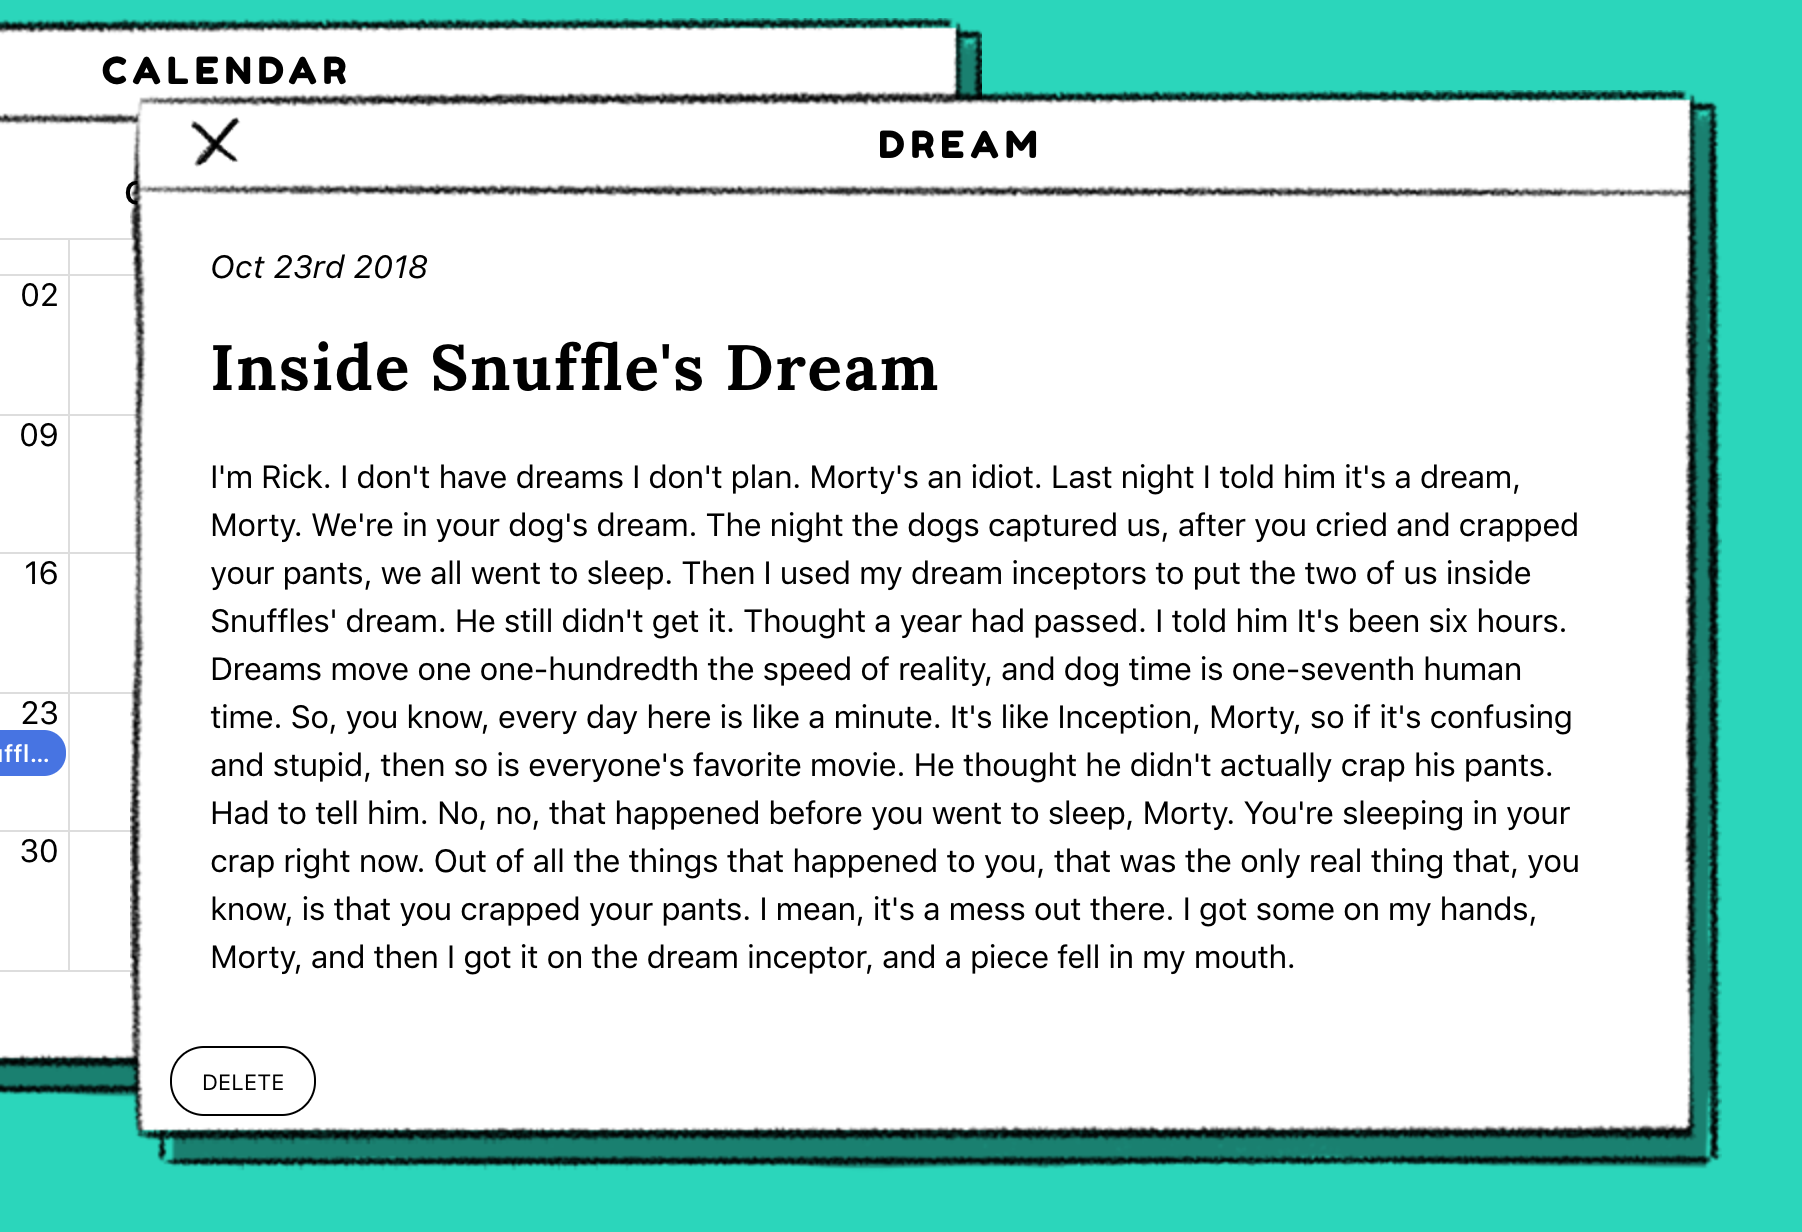 CALENDAR
DREAM
02
09
16
23
30
Oct 23rd 2018
Inside Snuffle's Dream
I'm Rick. I don't have dreams I don't plan. Morty's an idiot. Last night I told him it's a dream,
Morty. We're in your dog's dream. The night the dogs captured us, after you cried and crapped
your pants, we all went to sleep. Then I used my dream inceptors to put the two of us inside
Snuffles' dream. He still didn't get it. Thought a year had passed. I told him It's been six hours.
Dreams move one one-hundredth the speed of reality, and dog time is one-seventh human
time. So, you know, every day here is like a minute. It's like Inception, Morty, so if it's confusing
and stupid, then so is everyone's favorite movie. He thought he didn't actually crap his pants.
Had to tell him. No, no, that happened before you went to sleep, Morty. You're sleeping in your
crap right now. Out of all the things that happened to you, that was the only real thing that, you
know, is that you crapped your pants. I mean, it's a mess out there. I got some on my hands,
Morty, and then I got it on the dream inceptor, and a piece fell in my mouth.
DELETE